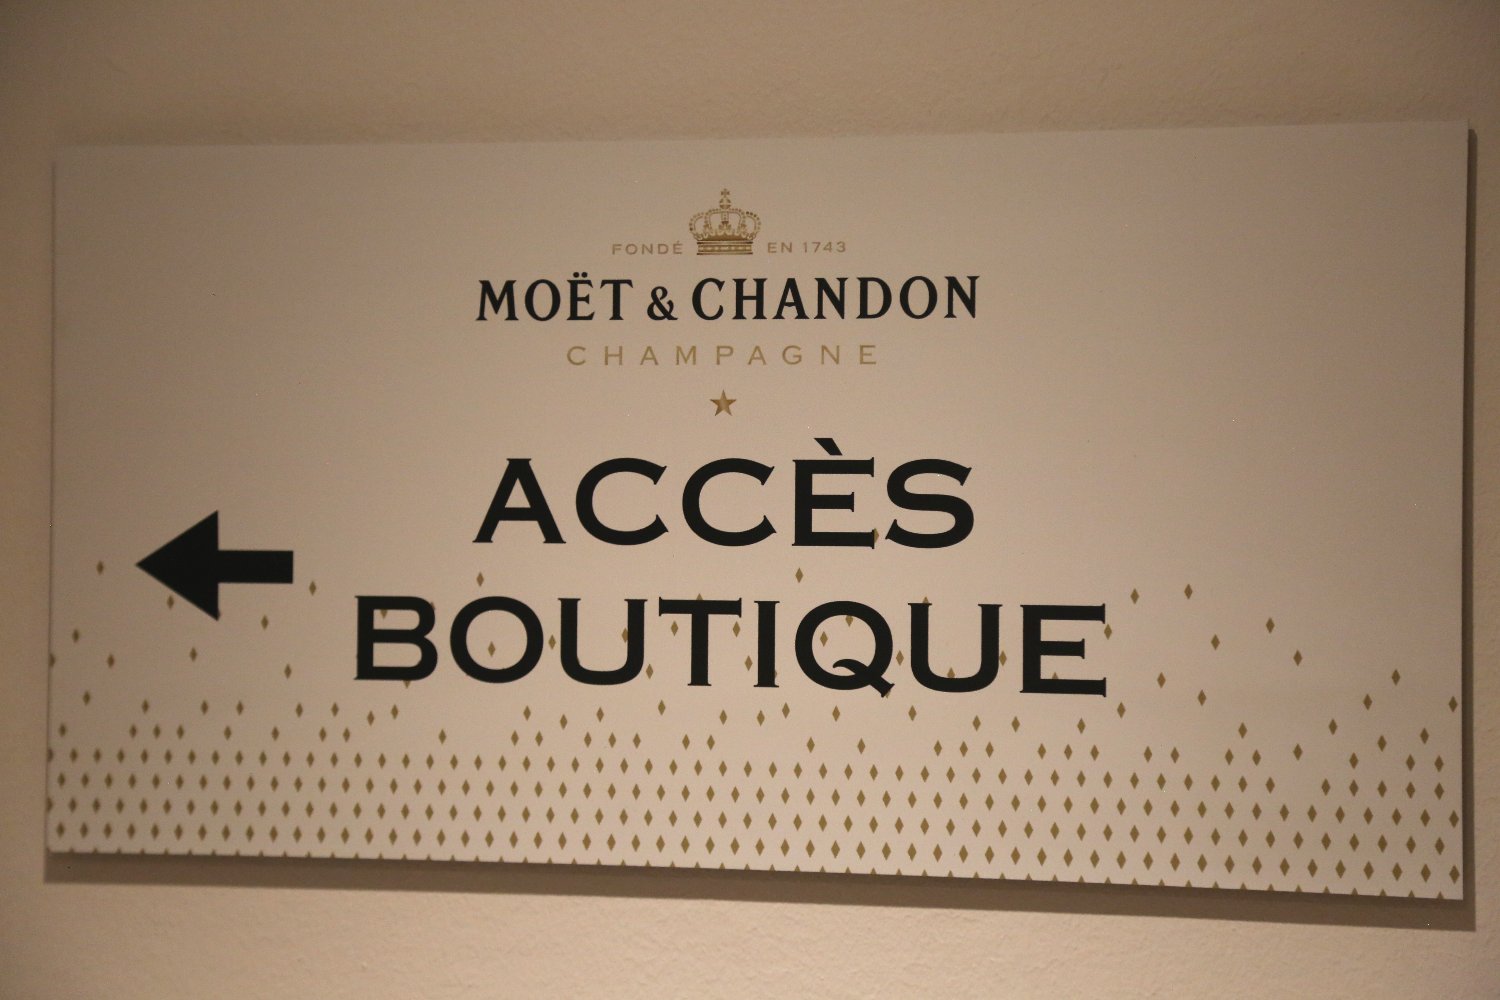 FONDÉ EN 1743
MOËT & CHANDON
CHAMPAGNE
ACCÈS
BOUTIQUE